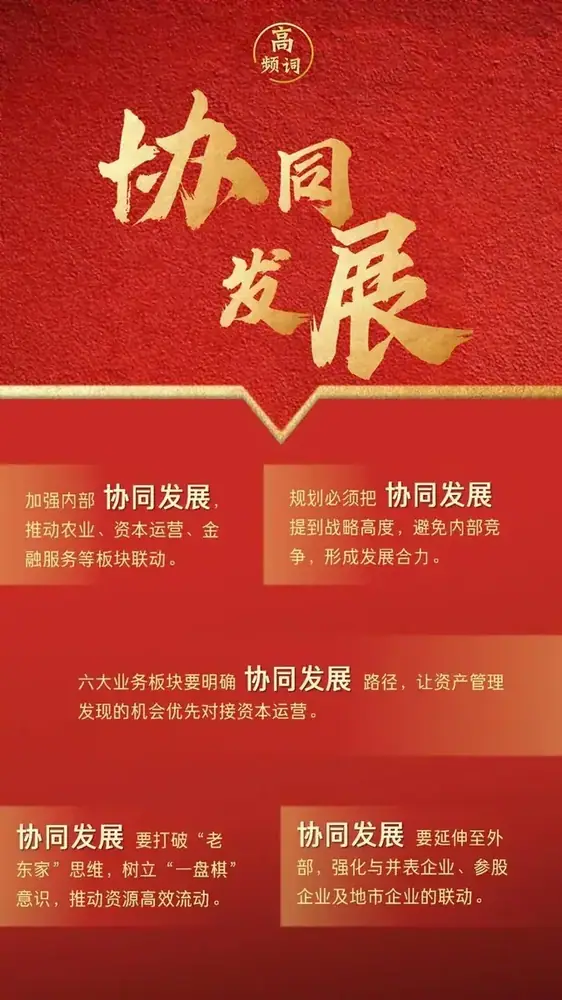 高
频词
协同
发展
加强内部 协同发展,
推动农业、资本运营、金
融服务等板块联动。
规划必须把 协同发展
提到战略高度，避免内部竞
争，形成发展合力。
六大业务板块要明确 协同发展 路径，让资产管理
发现的机会优先对接资本运营。
协同发展 要打破“老
东家”思维，树立“一盘棋”
意识，推动资源高效流动。
协同发展 要延伸至外
部，强化与并表企业、参股
企业及地市企业的联动。